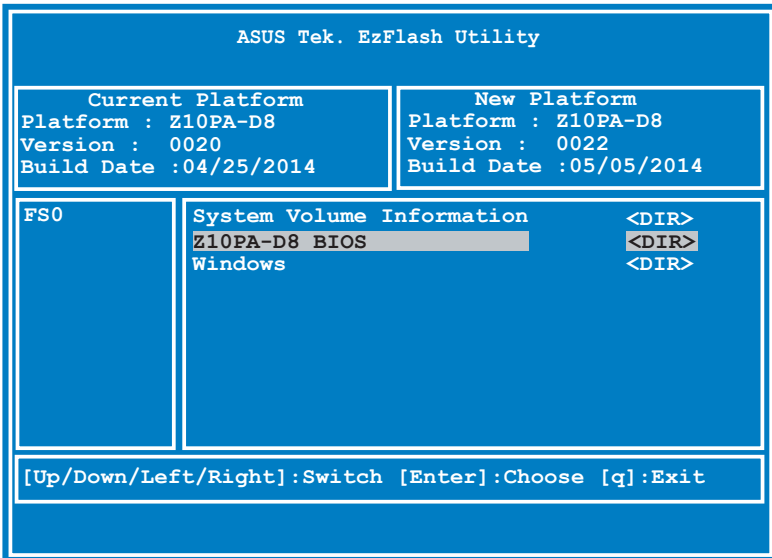 ASUS Tek. EzFlash Utility
Current Platform
Platform : Z10PA-D8
Version : 0020
Build Date :04/25/2014
New Platform
Platform : Z10PA-D8
Version : 0022
Build Date :05/05/2014
FS0
System Volume Information <DIR>
Z10PA-D8 BIOS <DIR>
Windows <DIR>
[Up/Down/Left/Right]:Switch [Enter]:Choose [q]:Exit